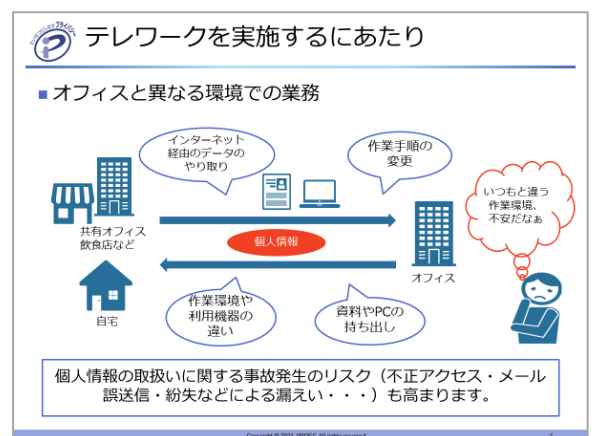 テレワークを実施するにあたり
■オフィスと異なる環境での業務
インターネット
経由のデータの
やり取り
作業手順の
変更
いつもと違う
作業環境、
不安だなぁ
共有オフィス
飲食店など
個人情報
オフィス
自宅
作業環境や
利用機器の
違い
資料やPCの
持ち出し
個人情報の取扱いに関する事故発生のリスク（不正アクセス・メール
誤送信・紛失などによる漏えい・・・）も高まります。